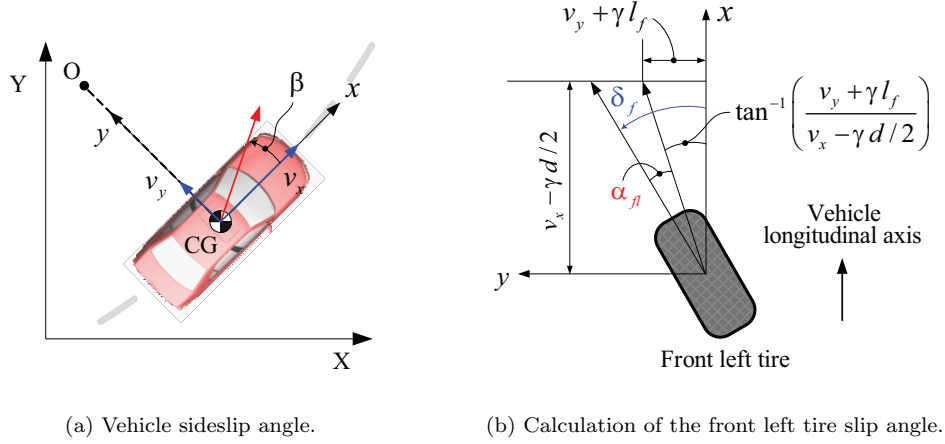 Y
O
y
β
x
v_y
v_x
CG
X
(a) Vehicle sideslip angle.
v_y + γ l_f
x
δ_f
tan⁻¹ ( (v_y + γ l_f) / (v_x − γ d / 2) )
v_x − γ d / 2
α_fl
Vehicle
longitudinal axis
y
Front left tire
(b) Calculation of the front left tire slip angle.